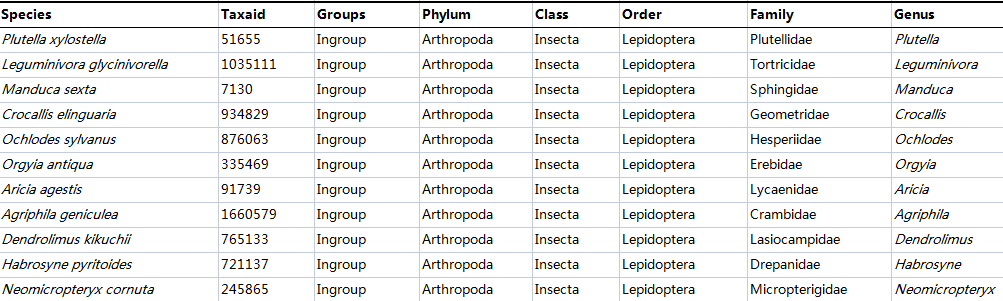 Species Taxaid Groups Phylum Class Order Family Genus
Plutella xylostella 51655 Ingroup Arthropoda Insecta Lepidoptera Plutellidae Plutella
Leguminivora glycinivorella 1035111 Ingroup Arthropoda Insecta Lepidoptera Tortricidae Leguminivora
Manduca sexta 7130 Ingroup Arthropoda Insecta Lepidoptera Sphingidae Manduca
Crocallis elinguaria 934829 Ingroup Arthropoda Insecta Lepidoptera Geometridae Crocallis
Ochlodes sylvanus 876063 Ingroup Arthropoda Insecta Lepidoptera Hesperiidae Ochlodes
Orgyia antiqua 335469 Ingroup Arthropoda Insecta Lepidoptera Erebidae Orgyia
Aricia agestis 91739 Ingroup Arthropoda Insecta Lepidoptera Lycaenidae Aricia
Agriphila geniculea 1660579 Ingroup Arthropoda Insecta Lepidoptera Crambidae Agriphila
Dendrolimus kikuchii 765133 Ingroup Arthropoda Insecta Lepidoptera Lasiocampidae Dendrolimus
Habrosyne pyritoides 721137 Ingroup Arthropoda Insecta Lepidoptera Drepanidae Habrosyne
Neomicropteryx cornuta 245865 Ingroup Arthropoda Insecta Lepidoptera Micropterigidae Neomicropteryx